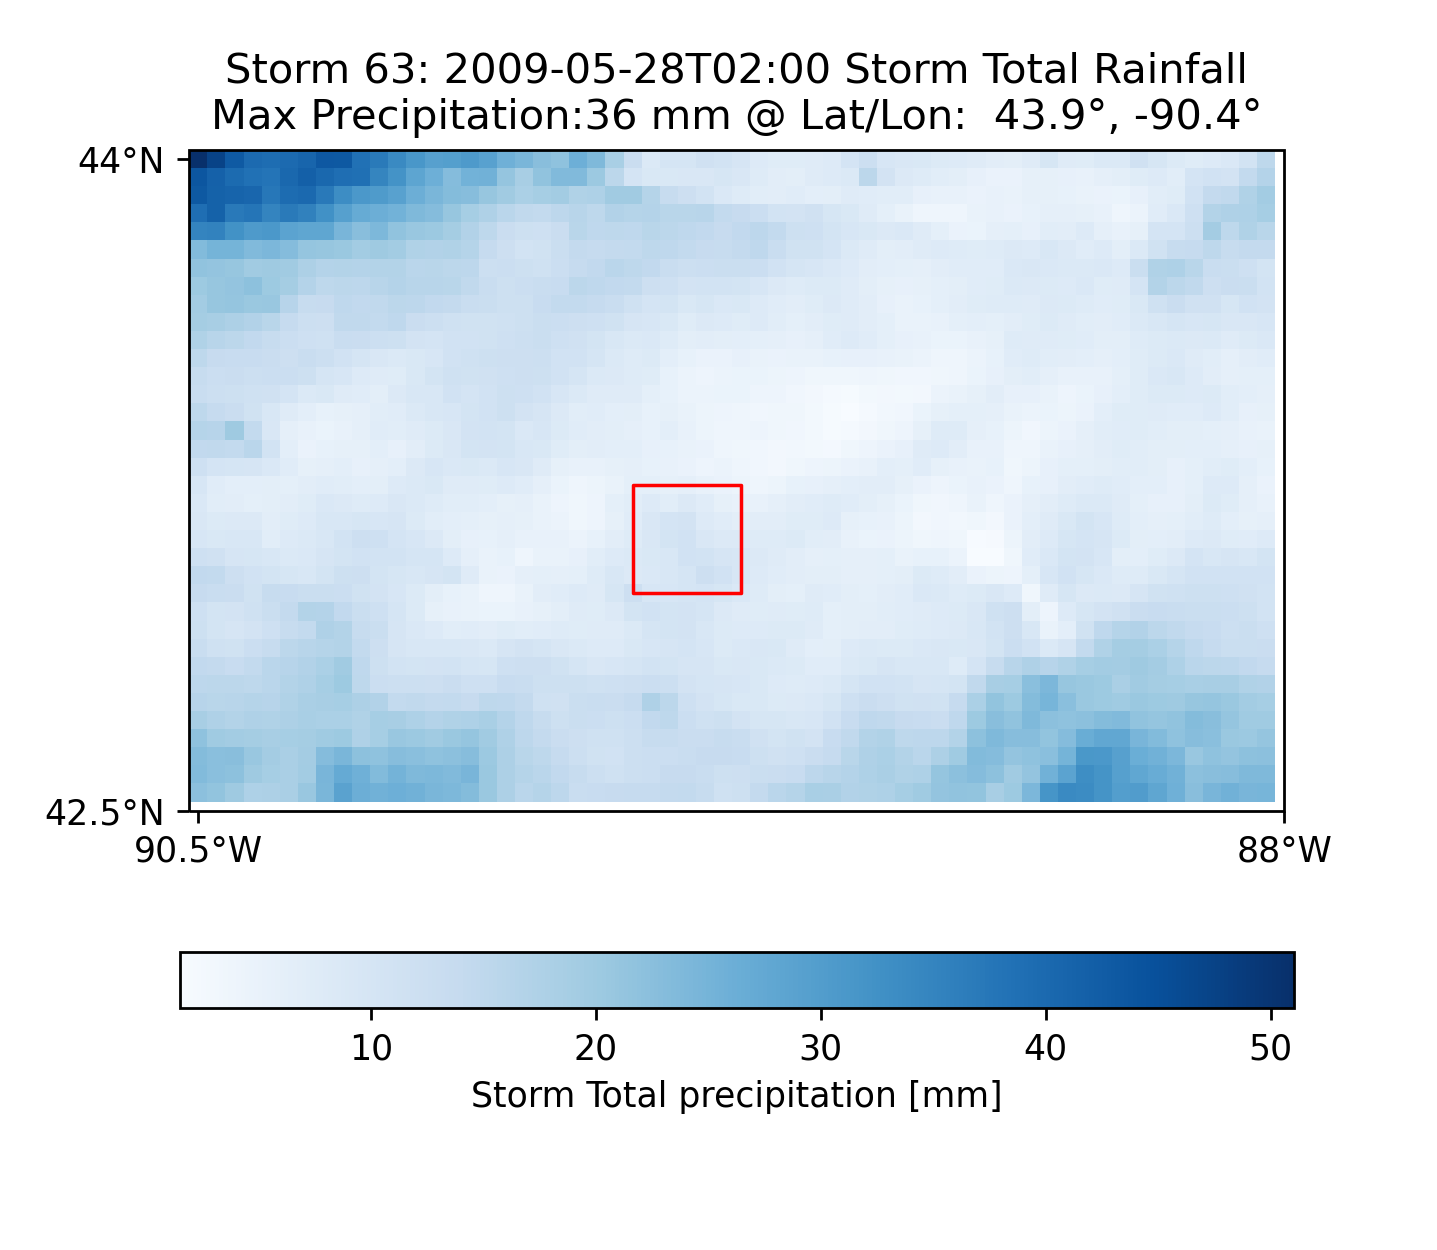 Storm 63: 2009-05-28T02:00 Storm Total Rainfall
Max Precipitation:36 mm @ Lat/Lon:  43.9°, -90.4°
44°N
42.5°N
90.5°W
88°W
10
20
30
40
50
Storm Total precipitation [mm]